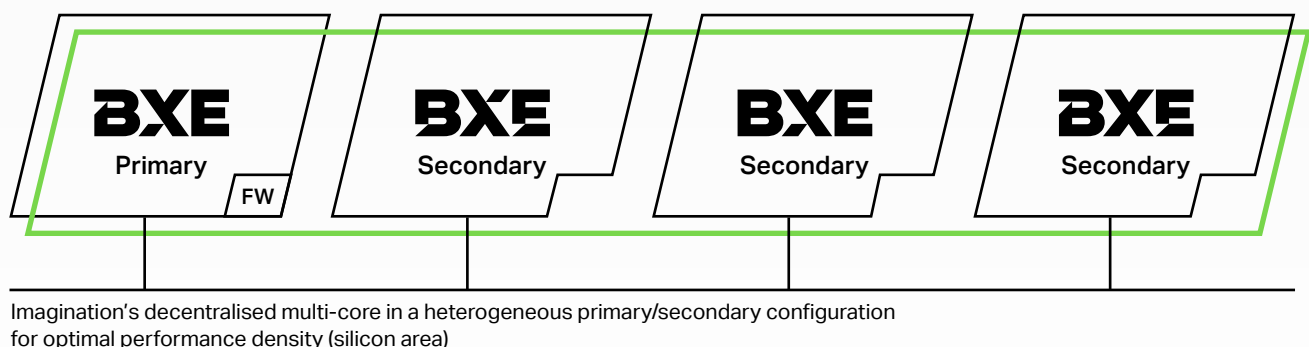 BXE BXE BXE BXE
Primary Secondary Secondary Secondary
FW
Imagination’s decentralised multi-core in a heterogeneous primary/secondary configuration
for optimal performance density (silicon area)